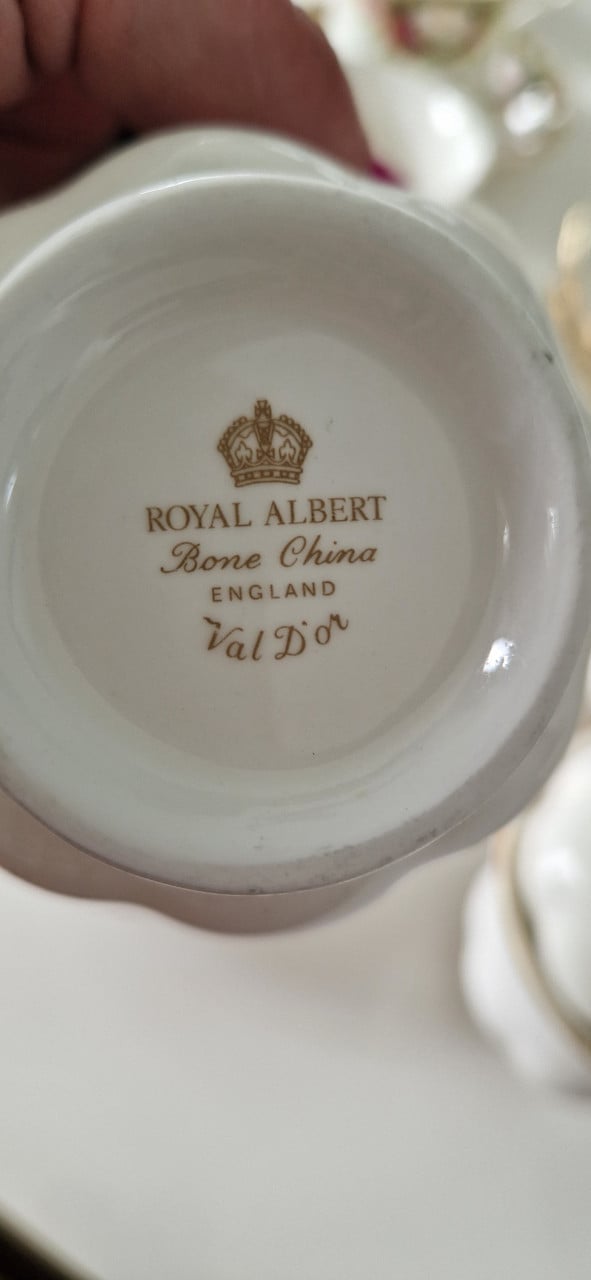 ROYAL ALBERT
Bone China
ENGLAND
Val D'or